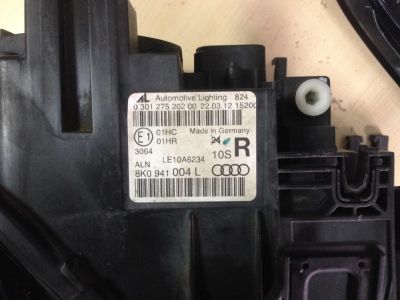 AL Automotive Lighting 824
0 301 275 202 00 22.03.12 15200
E1 01HC Made in Germany
01HR
3064 10S R
ALN LE10A6234
8K0 941 004 L